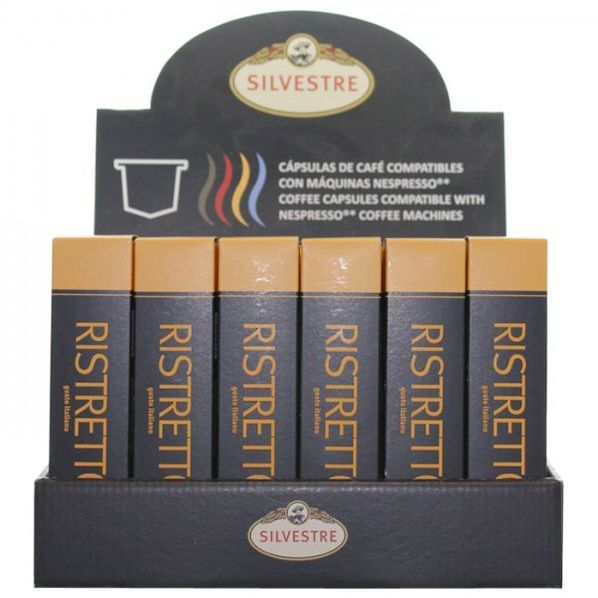 SILVESTRE
CÁPSULAS DE CAFÉ COMPATIBLES
CON MÁQUINAS NESPRESSO®*
COFFEE CAPSULES COMPATIBLE WITH
NESPRESSO®* COFFEE MACHINES
RISTRETTO
gusto italiano
RISTRETTO
gusto italiano
RISTRETTO
gusto italiano
RISTRETTO
gusto italiano
RISTRETTO
gusto italiano
RISTRETTO
gusto italiano
SILVESTRE